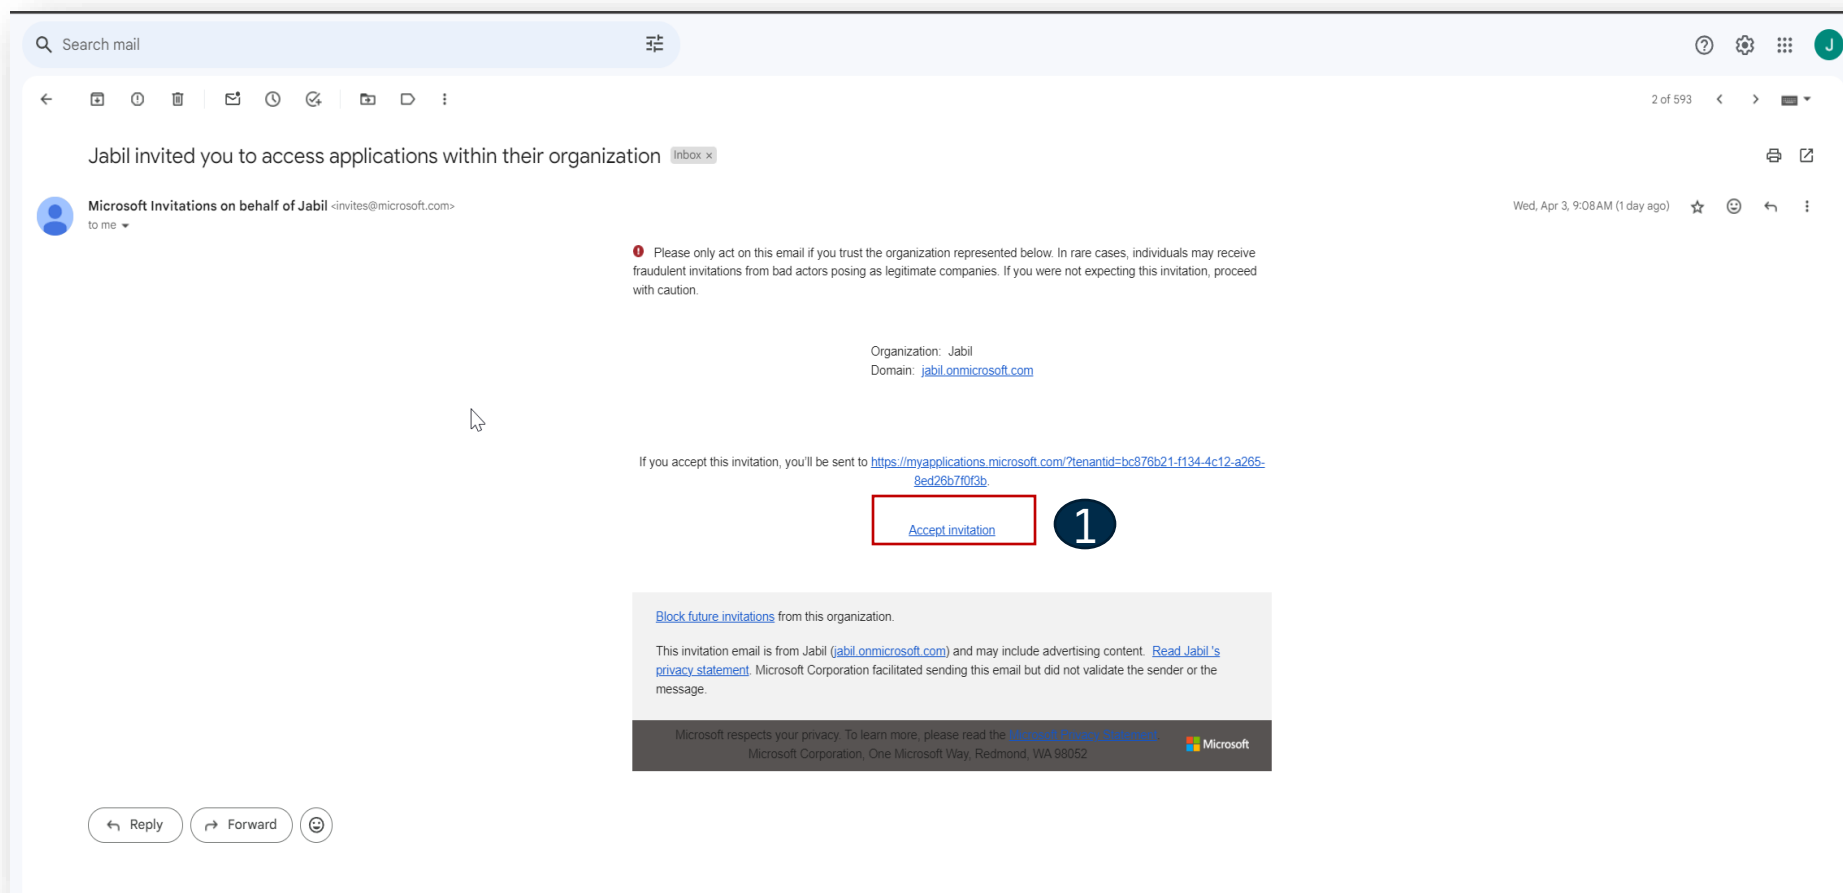 Search mail
J
2 of 593
Jabil invited you to access applications within their organization Inbox ×
Microsoft Invitations on behalf of Jabil <invites@microsoft.com>
Wed, Apr 3, 9:08 AM (1 day ago)
to me
Please only act on this email if you trust the organization represented below. In rare cases, individuals may receive
fraudulent invitations from bad actors posing as legitimate companies. If you were not expecting this invitation, proceed
with caution.
Organization: Jabil
Domain: jabil.onmicrosoft.com
If you accept this invitation, you'll be sent to https://myapplications.microsoft.com/?tenantid=bc876b21-f134-4c12-a265-
8ed26b7f0f3b.
Accept invitation
1
Block future invitations from this organization.
This invitation email is from Jabil (jabil.onmicrosoft.com) and may include advertising content. Read Jabil 's
privacy statement. Microsoft Corporation facilitated sending this email but did not validate the sender or the
message.
Microsoft respects your privacy. To learn more, please read the Microsoft Privacy Statement.
Microsoft Corporation, One Microsoft Way, Redmond, WA 98052
Microsoft
Reply
Forward